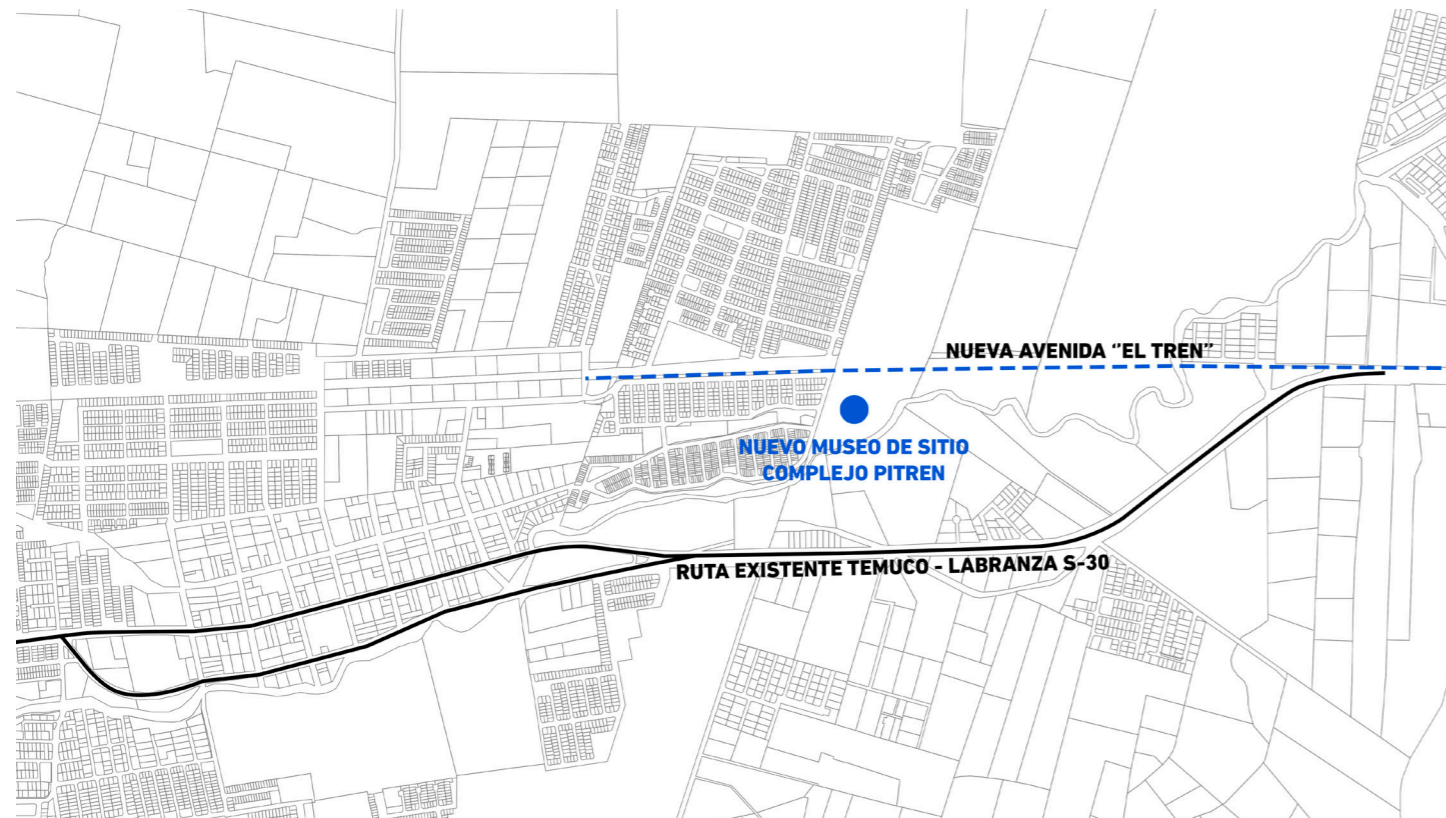 NUEVA AVENIDA “EL TREN”
NUEVO MUSEO DE SITIO
COMPLEJO PITREN
RUTA EXISTENTE TEMUCO - LABRANZA S-30